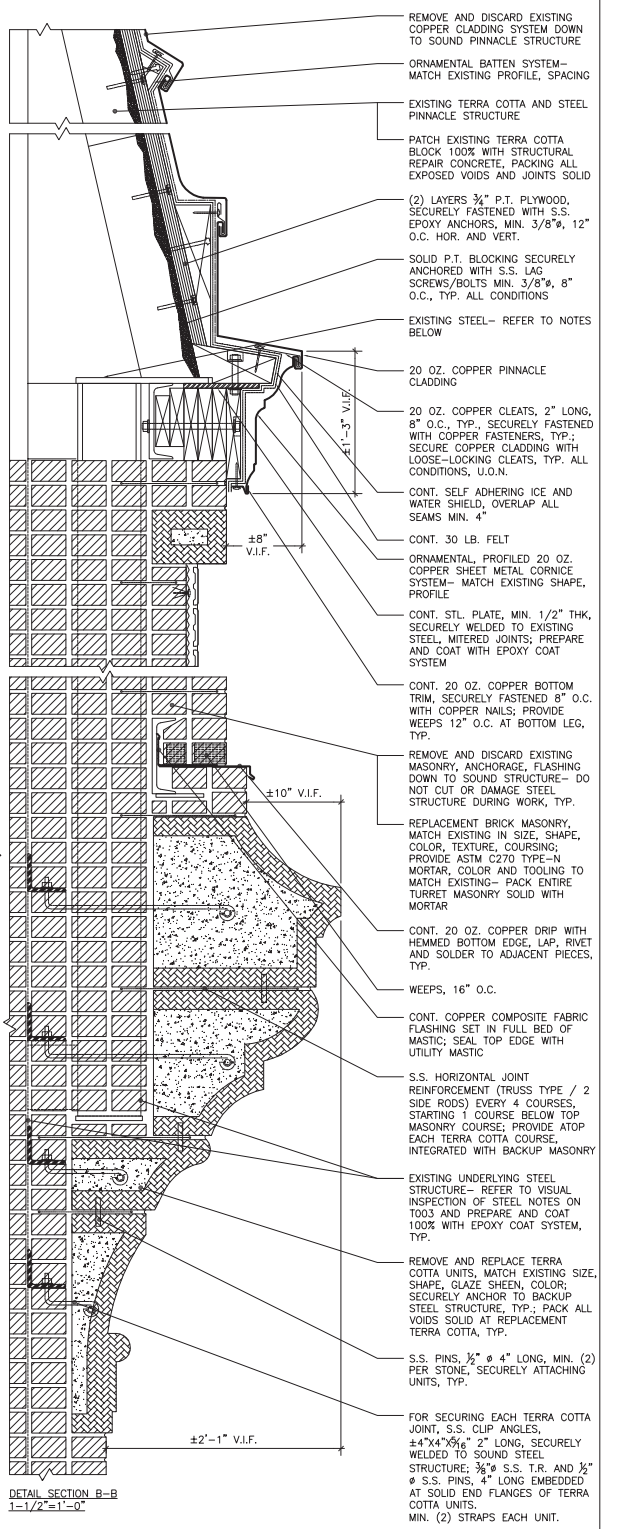 REMOVE AND DISCARD EXISTING
COPPER CLADDING SYSTEM DOWN
TO SOUND PINNACLE STRUCTURE
ORNAMENTAL BATTEN SYSTEM–
MATCH EXISTING PROFILE, SPACING
EXISTING TERRA COTTA AND STEEL
PINNACLE STRUCTURE
PATCH EXISTING TERRA COTTA
BLOCK 100% WITH STRUCTURAL
REPAIR CONCRETE, PACKING ALL
EXPOSED VOIDS AND JOINTS SOLID
(2) LAYERS ¾" P.T. PLYWOOD,
SECURELY FASTENED WITH S.S.
EPOXY ANCHORS, MIN. 3/8"ø, 12"
O.C. HOR. AND VERT.
SOLID P.T. BLOCKING SECURELY
ANCHORED WITH S.S. LAG
SCREWS/BOLTS MIN. 3/8"ø, 8"
O.C., TYP. ALL CONDITIONS
EXISTING STEEL– REFER TO NOTES
BELOW
20 OZ. COPPER PINNACLE
CLADDING
±1'-3" V.I.F.
20 OZ. COPPER CLEATS, 2" LONG,
8" O.C., TYP., SECURELY FASTENED
WITH COPPER FASTENERS, TYP.;
SECURE COPPER CLADDING WITH
LOOSE-LOCKING CLEATS, TYP. ALL
CONDITIONS, U.O.N.
CONT. SELF ADHERING ICE AND
WATER SHIELD, OVERLAP ALL
SEAMS MIN. 4"
CONT. 30 LB. FELT
±8"
V.I.F.
ORNAMENTAL, PROFILED 20 OZ.
COPPER SHEET METAL CORNICE
SYSTEM– MATCH EXISTING SHAPE,
PROFILE
CONT. STL. PLATE, MIN. 1/2" THK,
SECURELY WELDED TO EXISTING
STEEL, MITERED JOINTS; PREPARE
AND COAT WITH EPOXY COAT
SYSTEM
CONT. 20 OZ. COPPER BOTTOM
TRIM, SECURELY FASTENED 8" O.C.
WITH COPPER NAILS; PROVIDE
WEEPS 12" O.C. AT BOTTOM LEG,
TYP.
REMOVE AND DISCARD EXISTING
MASONRY, ANCHORAGE, FLASHING
DOWN TO SOUND STRUCTURE– DO
NOT CUT OR DAMAGE STEEL
STRUCTURE DURING WORK, TYP.
±10" V.I.F.
REPLACEMENT BRICK MASONRY,
MATCH EXISTING IN SIZE, SHAPE,
COLOR, TEXTURE, COURSING;
PROVIDE ASTM C270 TYPE-N
MORTAR, COLOR AND TOOLING TO
MATCH EXISTING– PACK ENTIRE
TURRET MASONRY SOLID WITH
MORTAR
CONT. 20 OZ. COPPER DRIP WITH
HEMMED BOTTOM EDGE, LAP, RIVET
AND SOLDER TO ADJACENT PIECES,
TYP.
WEEPS, 16" O.C.
CONT. COPPER COMPOSITE FABRIC
FLASHING SET IN FULL BED OF
MASTIC; SEAL TOP EDGE WITH
UTILITY MASTIC
S.S. HORIZONTAL JOINT
REINFORCEMENT (TRUSS TYPE / 2
SIDE RODS) EVERY 4 COURSES,
STARTING 1 COURSE BELOW TOP
MASONRY COURSE; PROVIDE ATOP
EACH TERRA COTTA COURSE,
INTEGRATED WITH BACKUP MASONRY
EXISTING UNDERLYING STEEL
STRUCTURE– REFER TO VISUAL
INSPECTION OF STEEL NOTES ON
T003 AND PREPARE AND COAT
100% WITH EPOXY COAT SYSTEM,
TYP.
REMOVE AND REPLACE TERRA
COTTA UNITS, MATCH EXISTING SIZE,
SHAPE, GLAZE SHEEN, COLOR;
SECURELY ANCHOR TO BACKUP
STEEL STRUCTURE, TYP.; PACK ALL
VOIDS SOLID AT REPLACEMENT
TERRA COTTA, TYP.
S.S. PINS, ½" ø 4" LONG, MIN. (2)
PER STONE, SECURELY ATTACHING
UNITS, TYP.
FOR SECURING EACH TERRA COTTA
JOINT, S.S. CLIP ANGLES,
±4"X4"X5/16" 2" LONG, SECURELY
WELDED TO SOUND STEEL
STRUCTURE; ⅜"ø S.S. T.R. AND ½"
ø S.S. PINS, 4" LONG EMBEDDED
AT SOLID END FLANGES OF TERRA
COTTA UNITS.
MIN. (2) STRAPS EACH UNIT.
±2'-1" V.I.F.
DETAIL SECTION B-B
1-1/2"=1'-0"